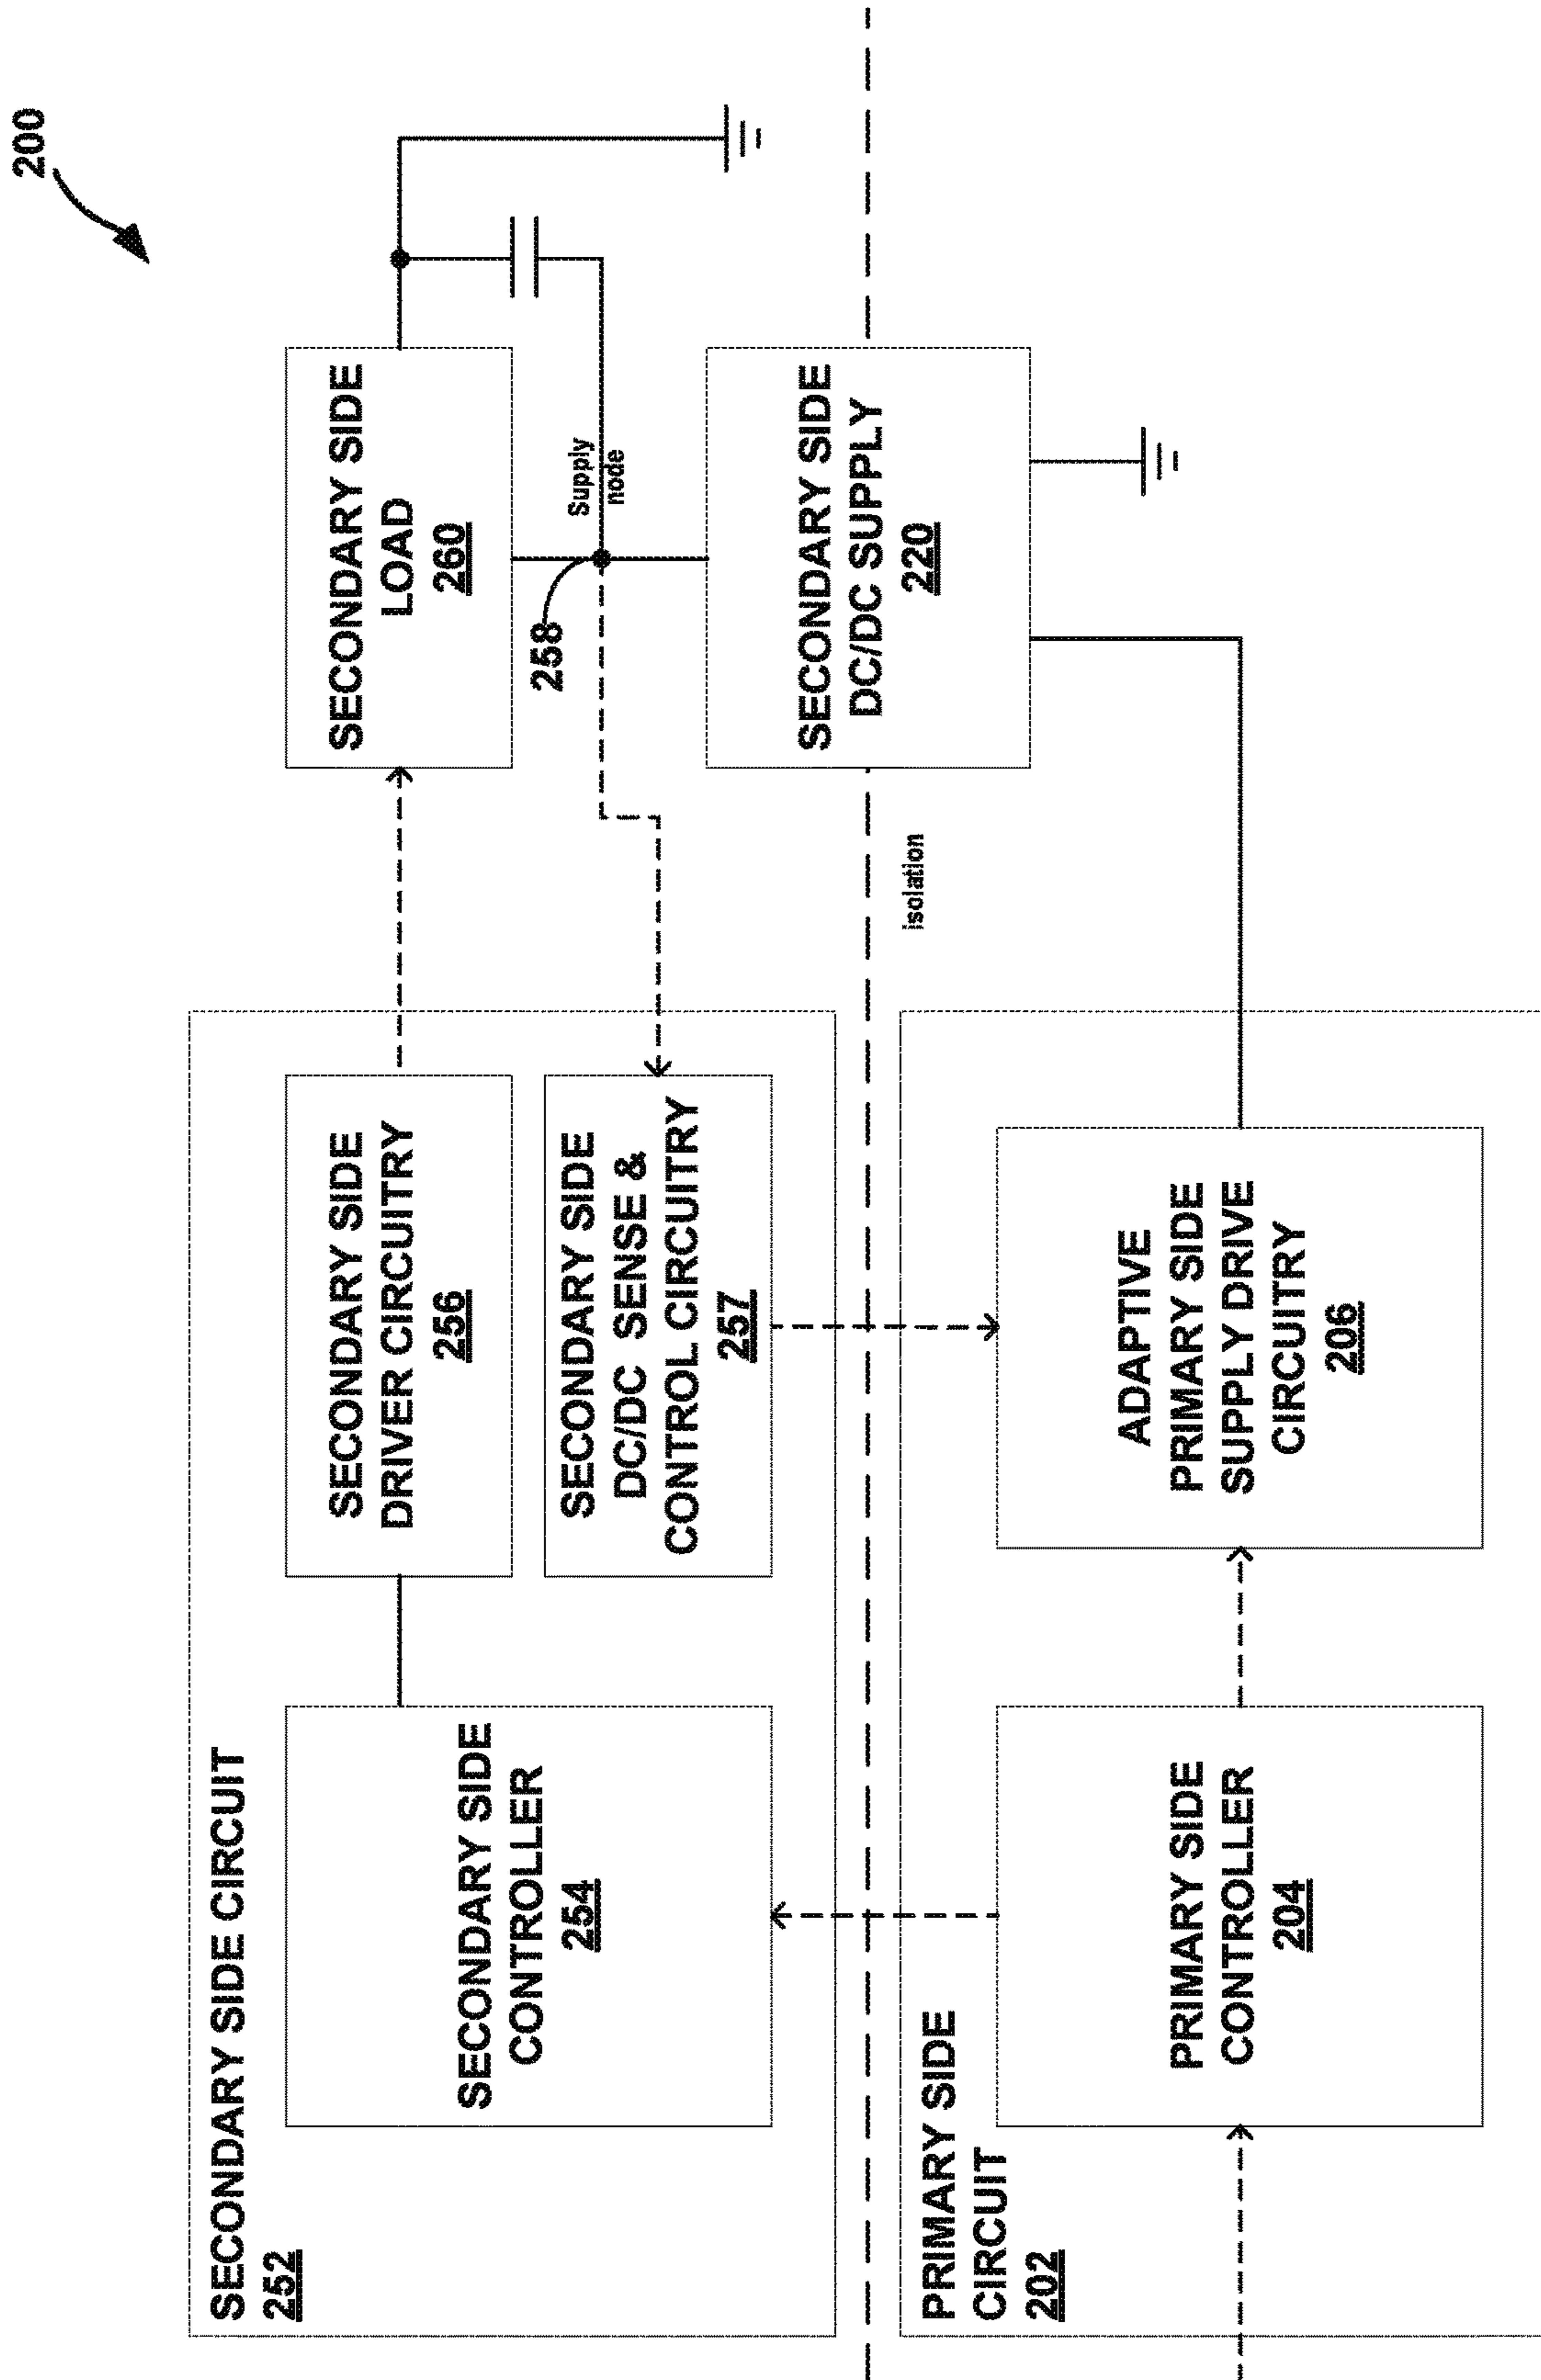 200
SECONDARY SIDE CIRCUIT
252
SECONDARY SIDE
CONTROLLER
254
SECONDARY SIDE
DRIVER CIRCUITRY
256
SECONDARY SIDE
DC/DC SENSE &
CONTROL CIRCUITRY
257
SECONDARY SIDE
LOAD
260
258
Supply
node
SECONDARY SIDE
DC/DC SUPPLY
220
isolation
PRIMARY SIDE
CIRCUIT
202
PRIMARY SIDE
CONTROLLER
204
ADAPTIVE
PRIMARY SIDE
SUPPLY DRIVE
CIRCUITRY
206